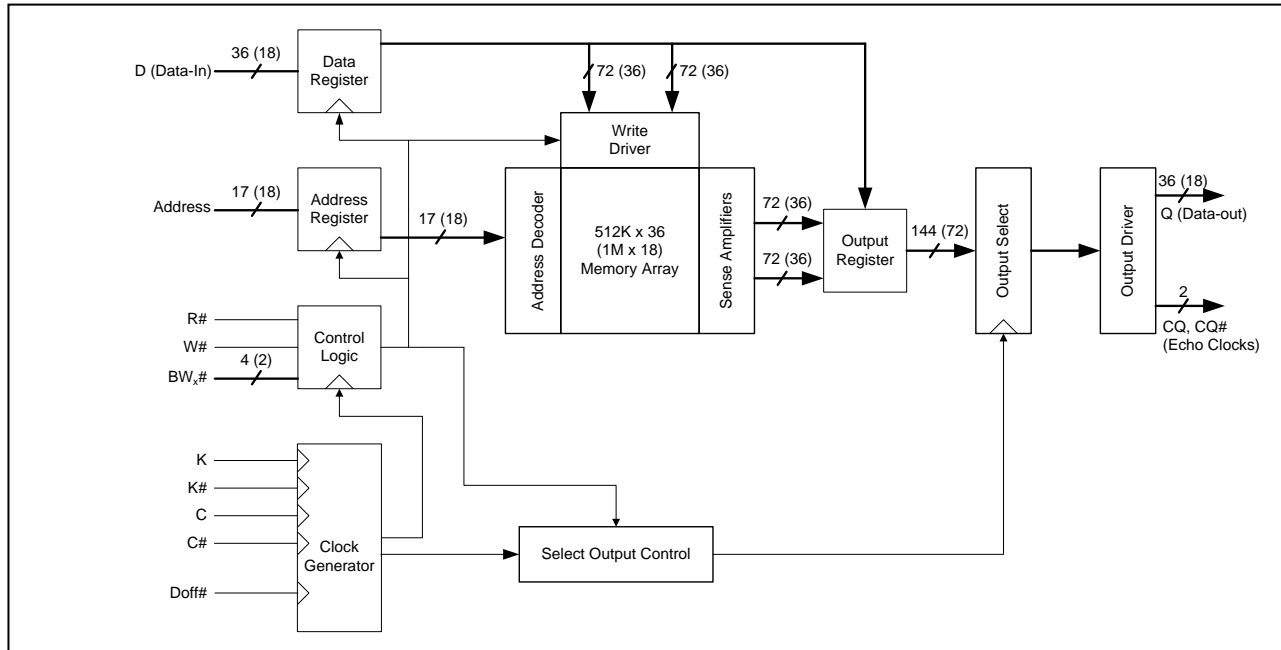 36 (18)
D (Data-In)
Data
Register
72 (36)
72 (36)
Write
Driver
17 (18)
Address
Address
Register
17 (18)
Address Decoder
512K x 36
(1M x 18)
Memory Array
Sense Amplifiers
72 (36)
72 (36)
Output
Register
144 (72)
Output Select
Output Driver
36 (18)
Q (Data-out)
2
CQ, CQ#
(Echo Clocks)
R#
W#
4 (2)
BWx#
Control
Logic
K
K#
C
C#
Doff#
Clock
Generator
Select Output Control